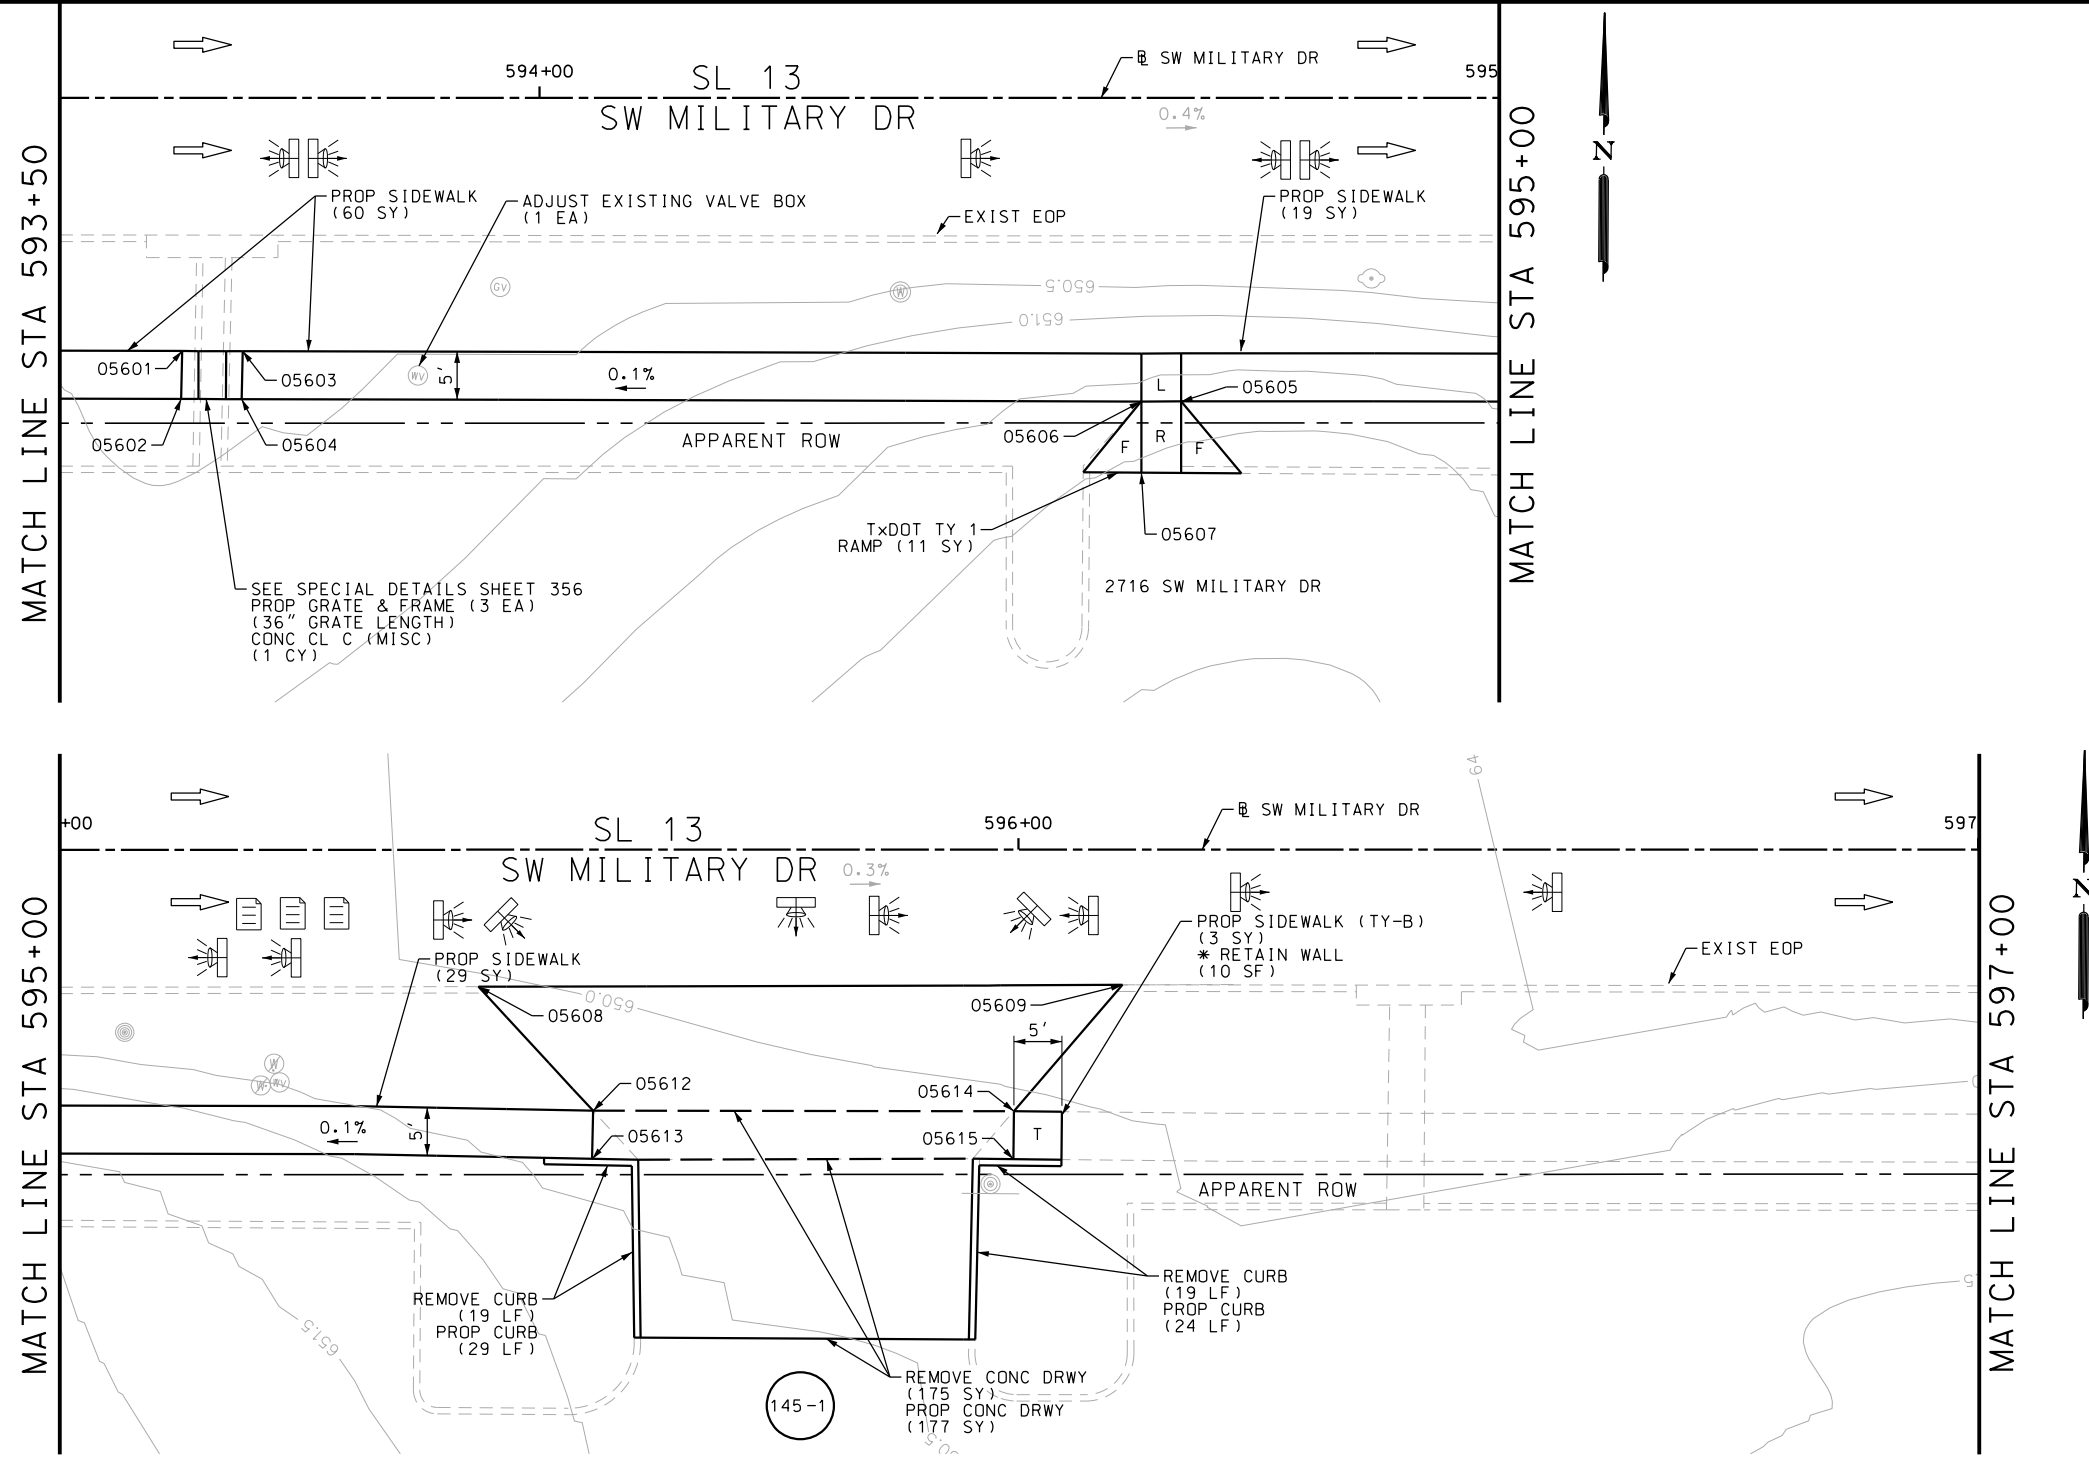 594+00
SL 13
SW MILITARY DR
℄ SW MILITARY DR
595
0.4%
N
MATCH LINE STA 593+50
PROP SIDEWALK
(60 SY)
ADJUST EXISTING VALVE BOX
(1 EA)
EXIST EOP
PROP SIDEWALK
(19 SY)
MATCH LINE STA 595+00
GV
W
650.5
651.0
05601
05603
WV
5'
0.1%
L
05605
05602
05604
APPARENT ROW
05606
F
R
F
TxDOT TY 1
RAMP (11 SY)
05607
2716 SW MILITARY DR
SEE SPECIAL DETAILS SHEET 356
PROP GRATE & FRAME (3 EA)
(36" GRATE LENGTH)
CONC CL C (MISC)
(1 CY)
64
+00
SL 13
SW MILITARY DR
596+00
℄ SW MILITARY DR
597
0.3%
N
MATCH LINE STA 595+00
PROP SIDEWALK
(29 SY)
PROP SIDEWALK (TY-B)
(3 SY)
* RETAIN WALL
(10 SF)
EXIST EOP
MATCH LINE STA 597+00
650.0
05608
05609
5'
W
W
WV
05612
05614
0.1%
5'
05613
05615
T
APPARENT ROW
REMOVE CURB
(19 LF)
PROP CURB
(29 LF)
REMOVE CURB
(19 LF)
PROP CURB
(24 LF)
651.5
145-1
REMOVE CONC DRWY
(175 SY)
PROP CONC DRWY
(177 SY)